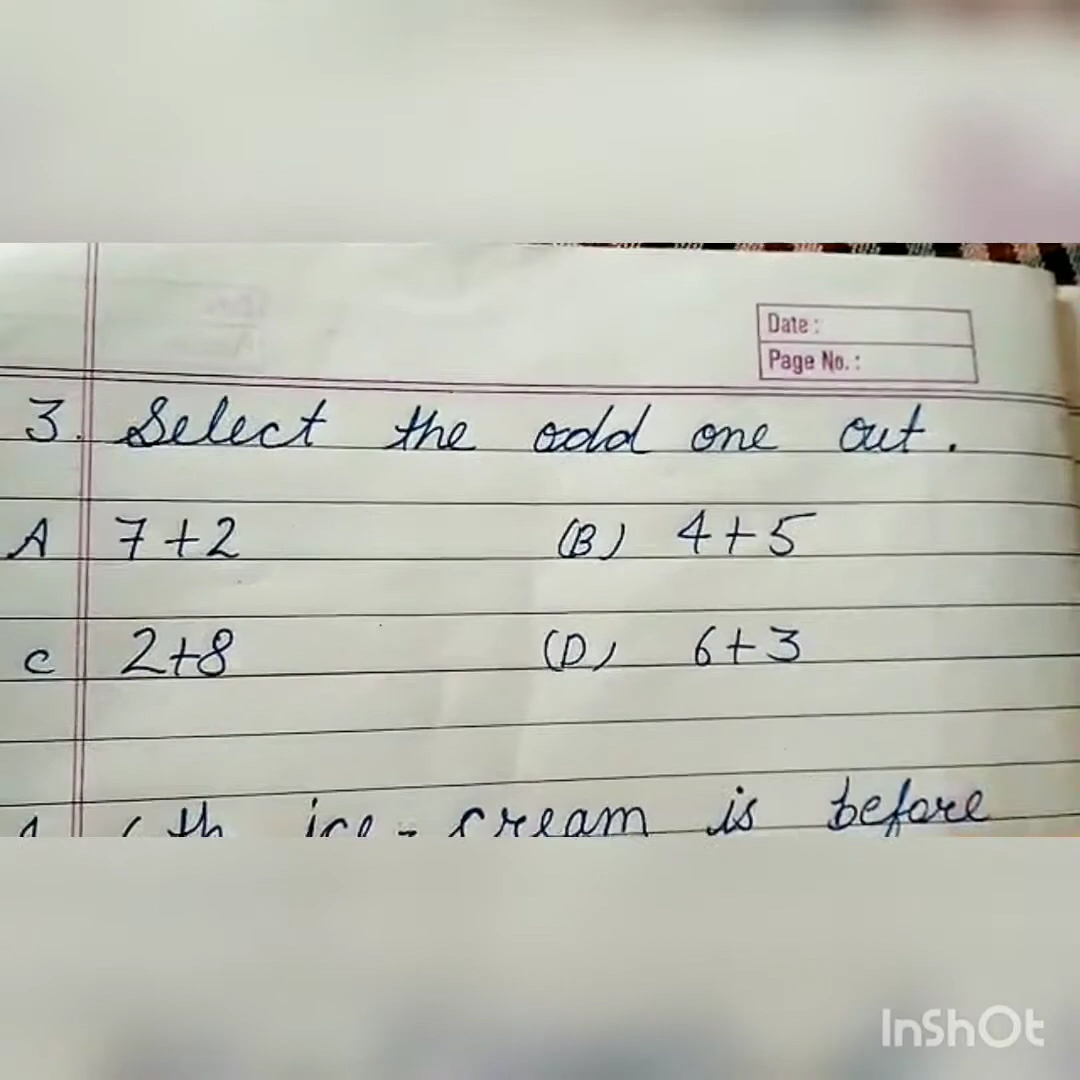 Date :
Page No. :
3. Select the odd one out.
A 7+2 (B) 4+5
C 2+8 (D) 6+3
th ice-cream is before
InShOt